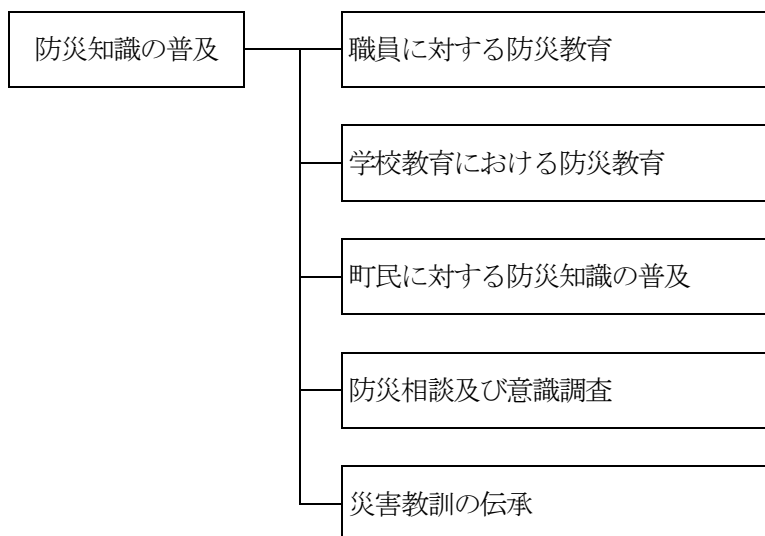 防災知識の普及
職員に対する防災教育
学校教育における防災教育
町民に対する防災知識の普及
防災相談及び意識調査
災害教訓の伝承